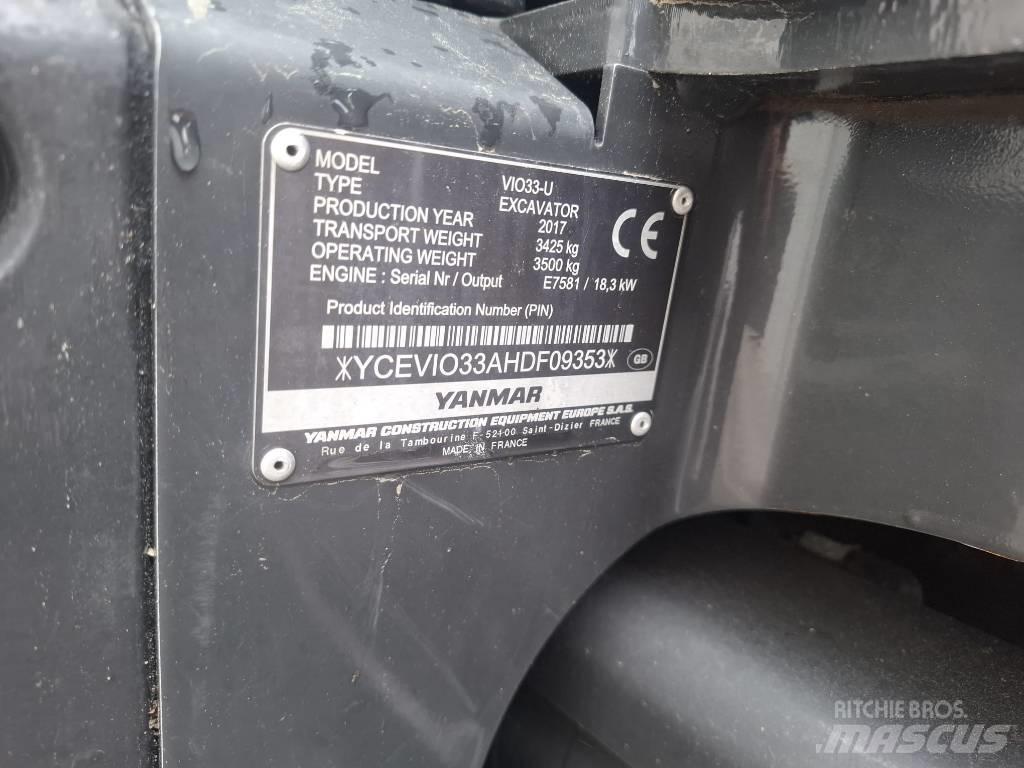 MODEL VIO33-U
TYPE EXCAVATOR
PRODUCTION YEAR 2017
TRANSPORT WEIGHT 3425 kg
OPERATING WEIGHT 3500 kg
ENGINE : Serial Nr / Output E7581 / 18,3 kW
CE
Product Identification Number (PIN)
*YCEVIO33AHDF09353*
GB
YANMAR
YANMAR CONSTRUCTION EQUIPMENT EUROPE S.A.S.
Rue de la Tambourine F-52100 Saint-Dizier FRANCE
MADE IN FRANCE
RITCHIE BROS.
MASCUS